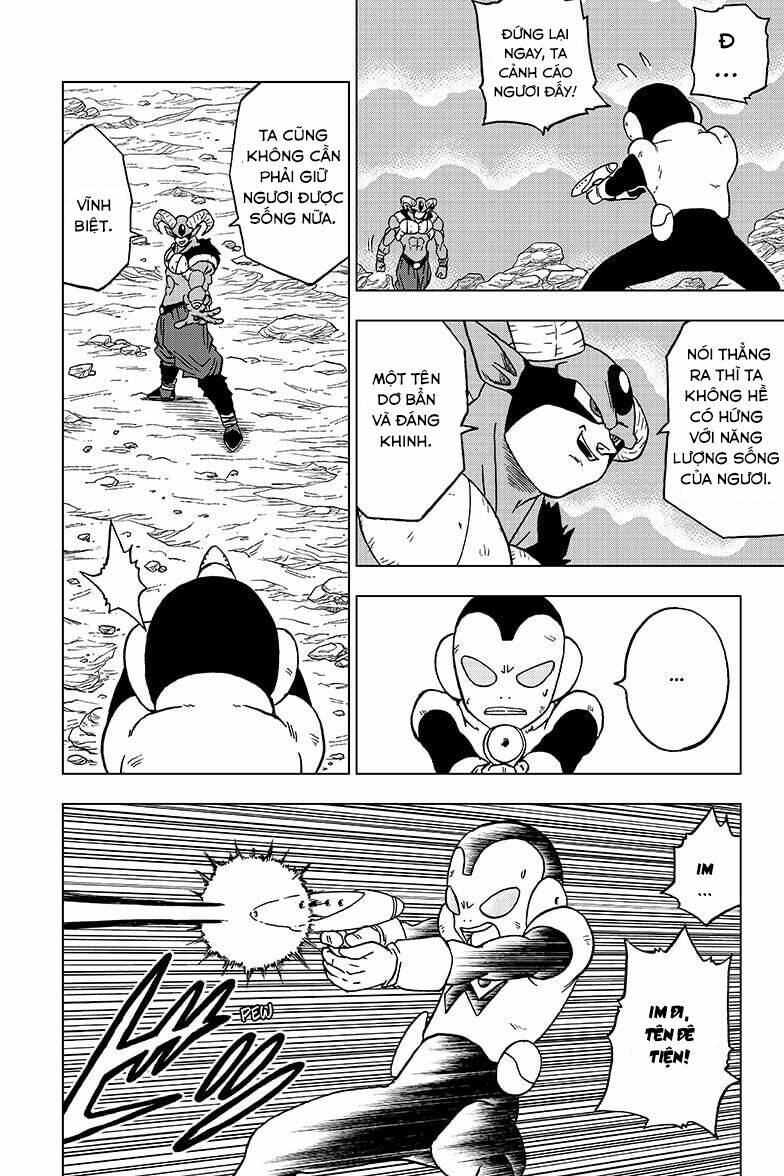 Đ
...
ĐỨNG LẠI
NGAY, TA
CẢNH CÁO
NGƯƠI ĐẤY!
NÓI THẲNG
RA THÌ TA
KHÔNG HỀ
CÓ HỨNG
VỚI NĂNG
LƯỢNG SỐNG
CỦA NGƯƠI.
MỘT TÊN
DƠ BẨN
VÀ ĐÁNG
KHINH.
...
TA CŨNG
KHÔNG CẦN
PHẢI GIỮ
NGƯƠI ĐƯỢC
SỐNG NỮA.
VĨNH
BIỆT.
IM
...
IM ĐI,
TÊN ĐÊ
TIỆN!
PEW